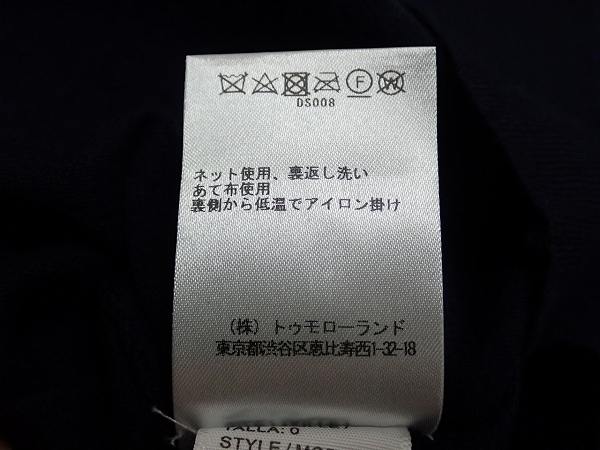 F W
DS008
ネット使用、裏返し洗い
あて布使用
裏側から低温でアイロン掛け
(株)トゥモローランド
東京都渋谷区恵比寿西1-32-18
TALLA: 0